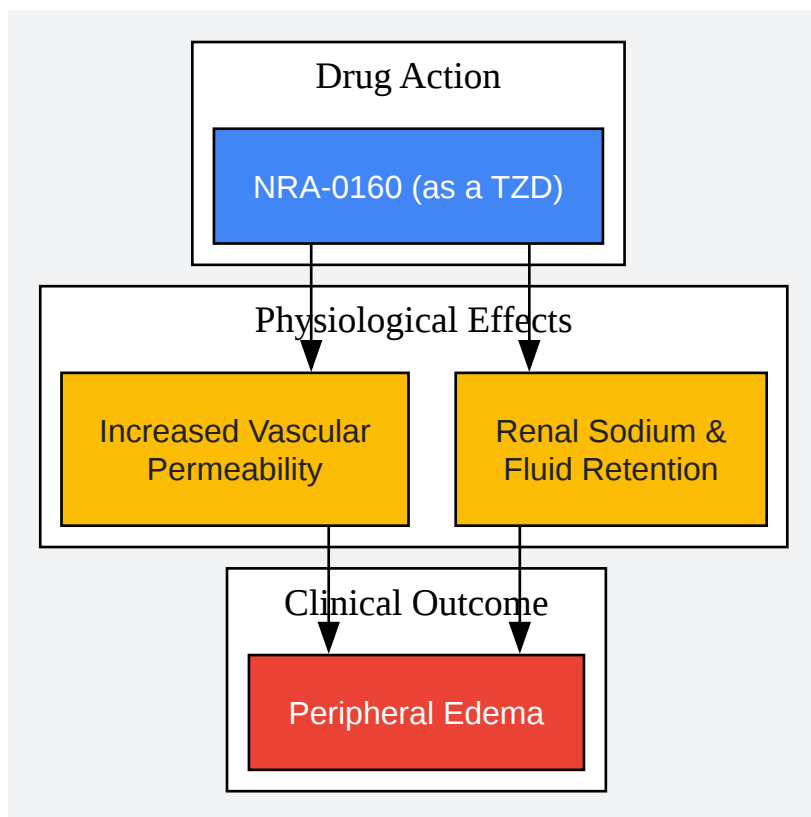 Drug Action
NRA-0160 (as a TZD)
Physiological Effects
Increased Vascular
Permeability
Renal Sodium &
Fluid Retention
Clinical Outcome
Peripheral Edema